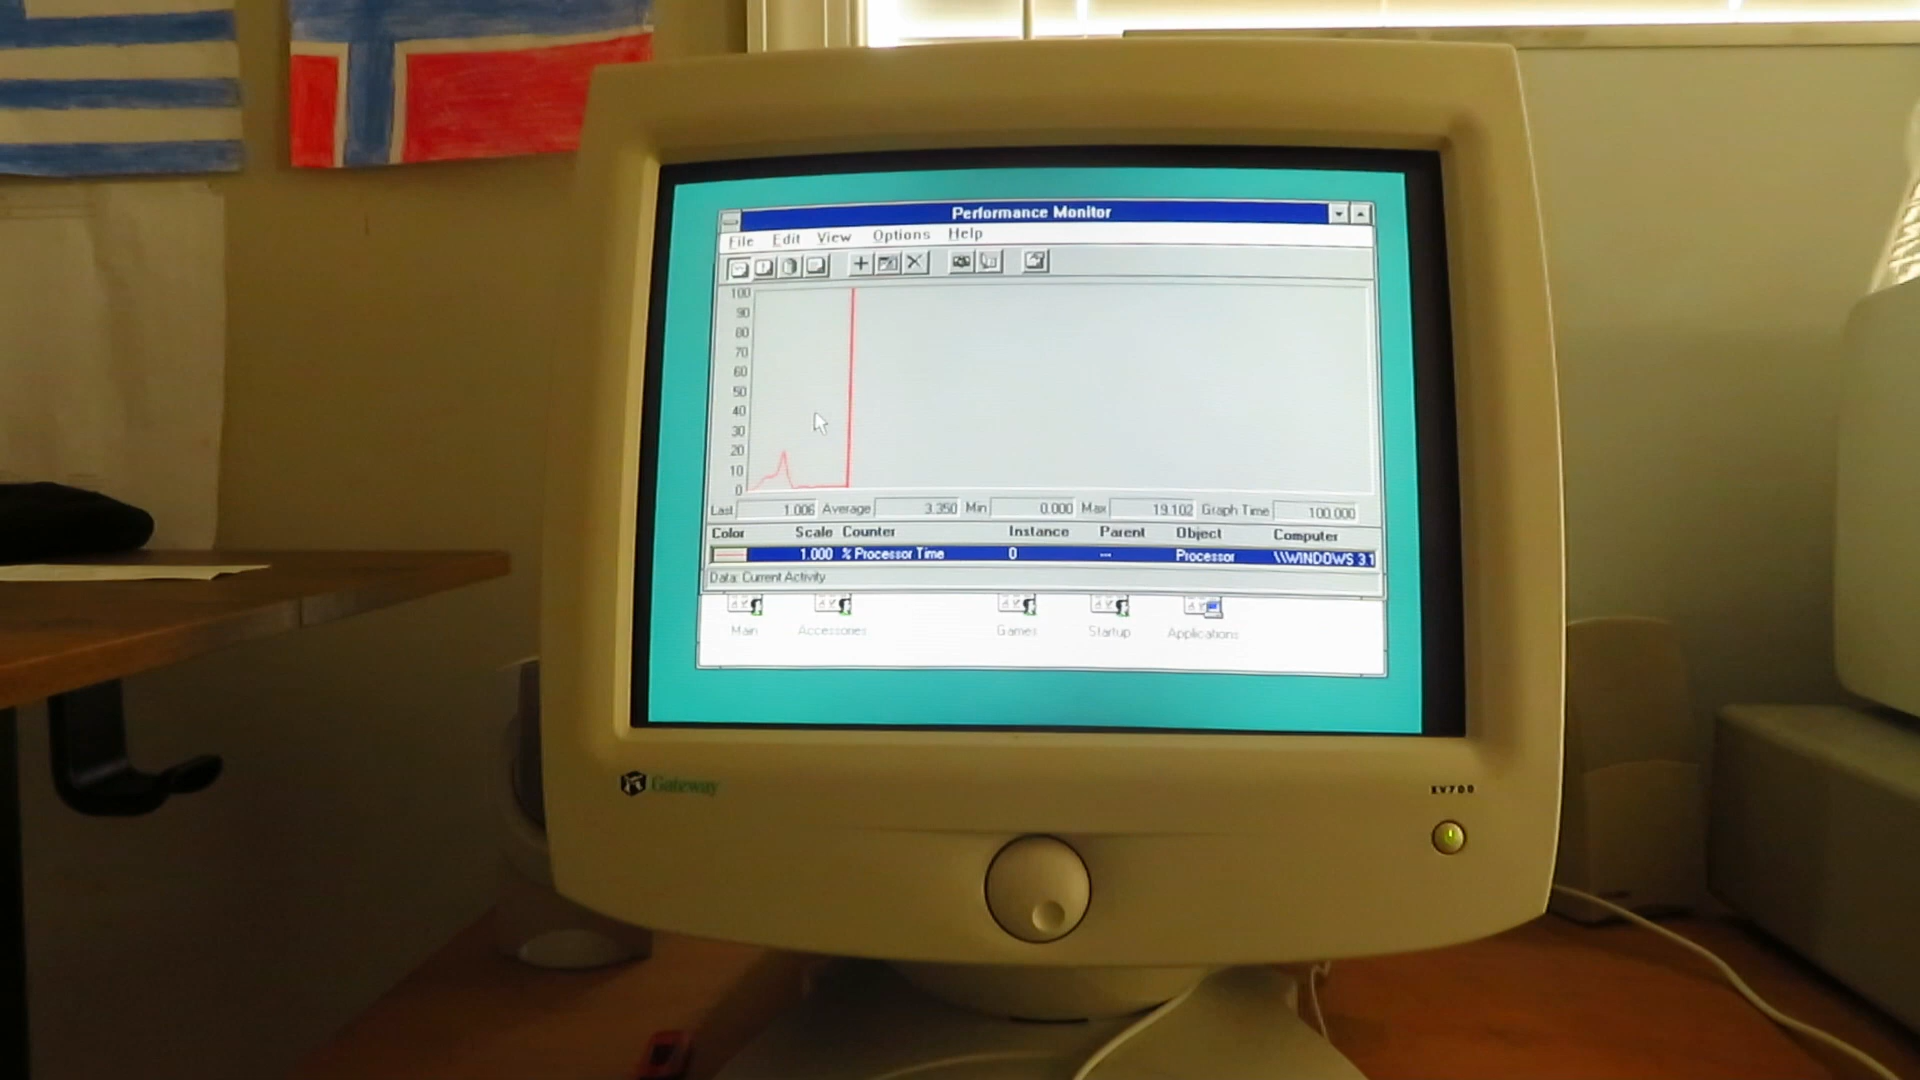 Performance Monitor
File Edit View Options Help
100
90
80
70
60
50
40
30
20
10
0
Last 1.006 Average 3.350 Min 0.000 Max 19.102 Graph Time 100.000
Color Scale Counter Instance Parent Object Computer
1.000 % Processor Time 0 --- Processor \\WINDOWS 3.1
Data: Current Activity
Main Accessories Games Startup Applications
Gateway
EV700